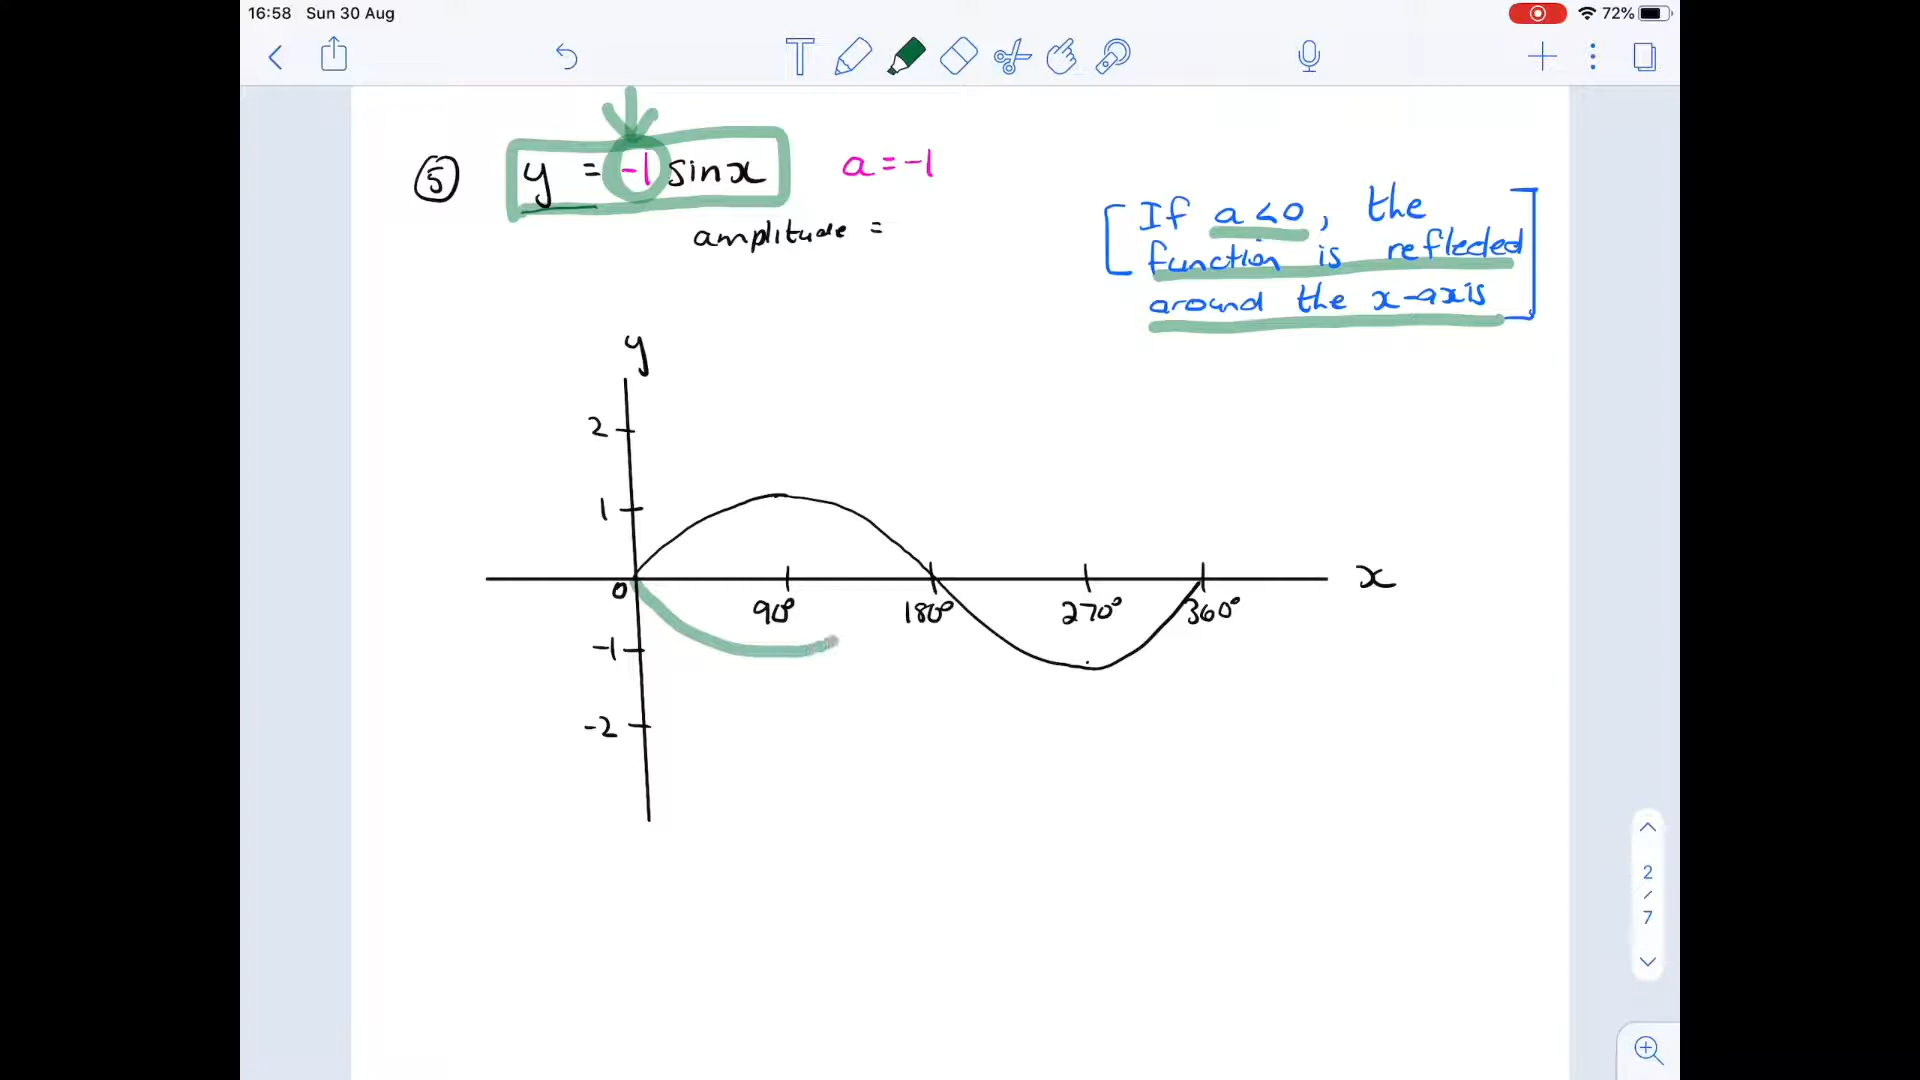 16:58 Sun 30 Aug
72%
T
⑤ y = -1 sin x a = -1
amplitude =
[If a < 0, the
function is reflected
around the x-axis]
y
2
1
0 90° 180° 270° 360° x
-1
-2
2
/
7